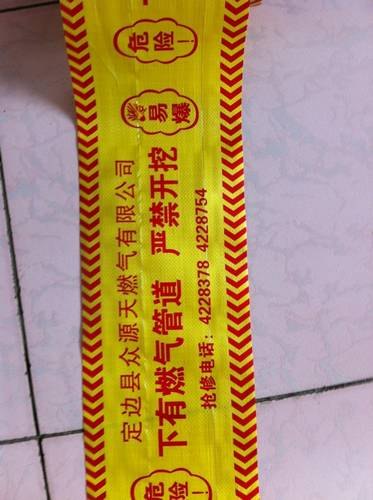 危险!
定边县众源天燃气有限公司
下有燃气管道 严禁开挖
抢修电话: 4228378 4228754
易爆
危险!